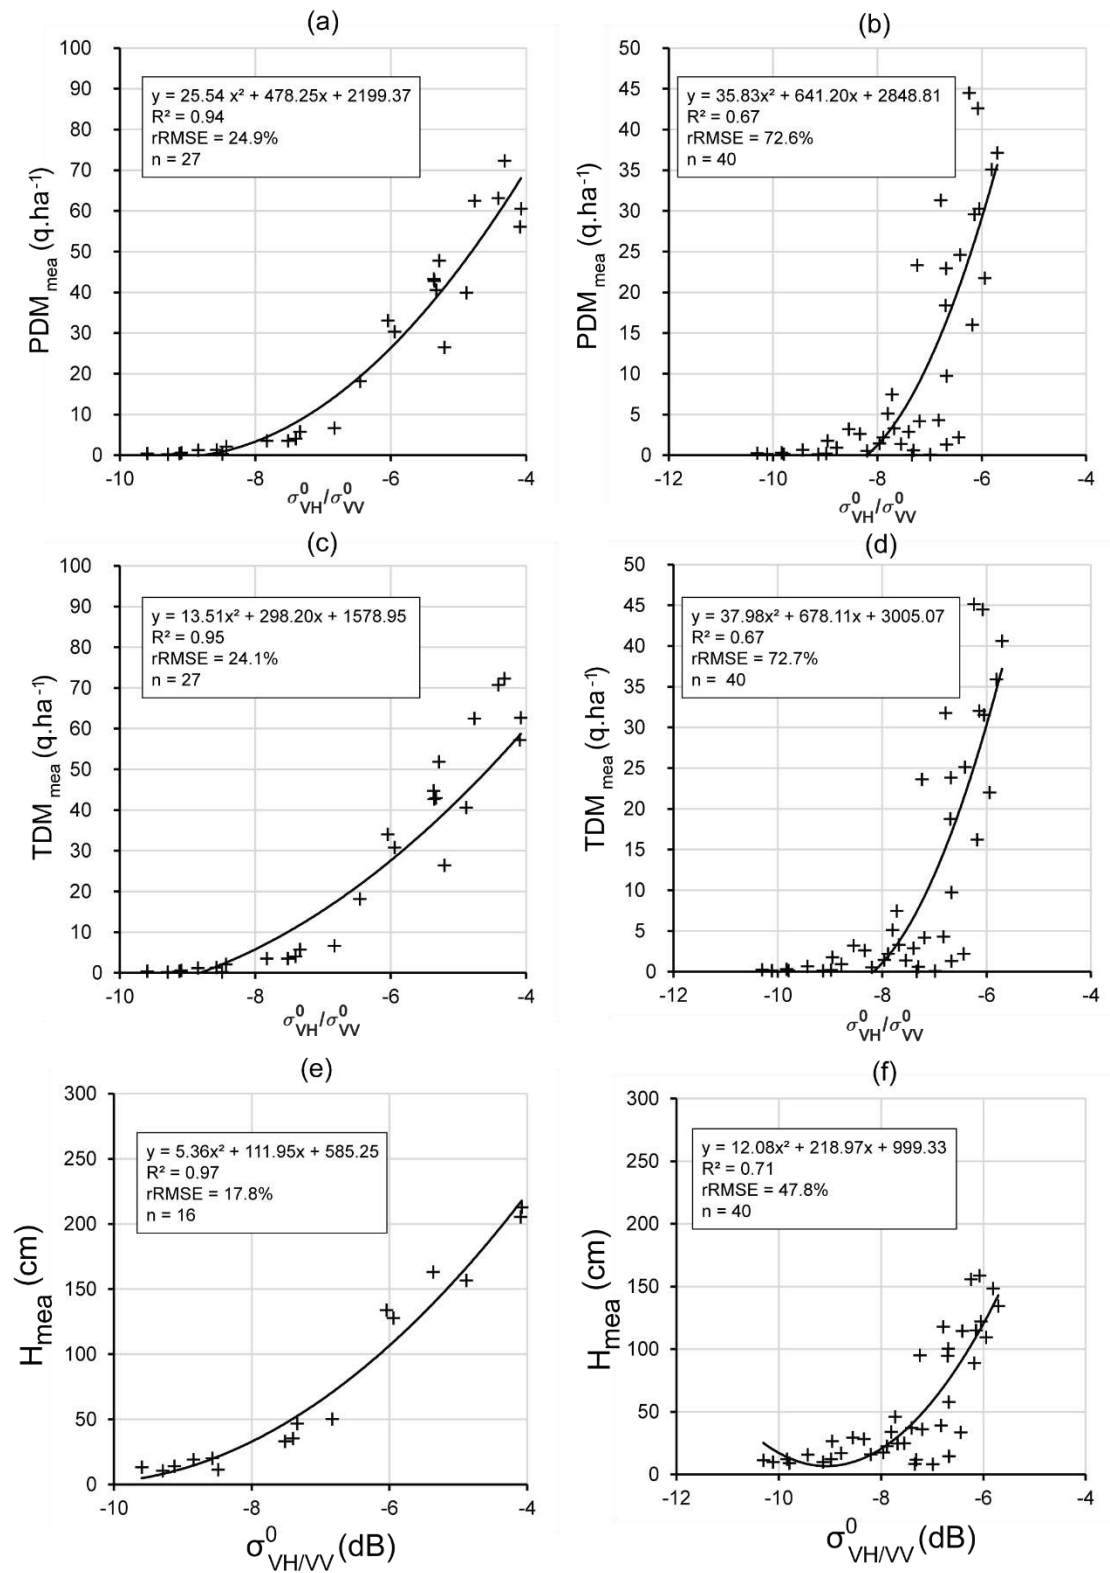 (a)
100
90
80
70
60
50
40
30
20
10
0
PDM mea (q.ha⁻¹)
y = 25.54 x² + 478.25x + 2199.37
R² = 0.94
rRMSE = 24.9%
n = 27
-10 -8 -6 -4
σ⁰VH/σ⁰VV
(b)
50
45
40
35
30
25
20
15
10
5
0
PDM mea (q.ha⁻¹)
y = 35.83x² + 641.20x + 2848.81
R² = 0.67
rRMSE = 72.6%
n = 40
-12 -10 -8 -6 -4
σ⁰VH/σ⁰VV
(c)
100
90
80
70
60
50
40
30
20
10
0
TDM mea (q.ha⁻¹)
y = 13.51x² + 298.20x + 1578.95
R² = 0.95
rRMSE = 24.1%
n = 27
-10 -8 -6 -4
σ⁰VH/σ⁰VV
(d)
50
45
40
35
30
25
20
15
10
5
0
TDM mea (q.ha⁻¹)
y = 37.98x² + 678.11x + 3005.07
R² = 0.67
rRMSE = 72.7%
n = 40
-12 -10 -8 -6 -4
σ⁰VH/σ⁰VV
(e)
300
250
200
150
100
50
0
Hmea (cm)
y = 5.36x² + 111.95x + 585.25
R² = 0.97
rRMSE = 17.8%
n = 16
-10 -8 -6 -4
σ⁰VH/VV (dB)
(f)
300
250
200
150
100
50
0
Hmea (cm)
y = 12.08x² + 218.97x + 999.33
R² = 0.71
rRMSE = 47.8%
n = 40
-12 -10 -8 -6 -4
σ⁰VH/VV (dB)